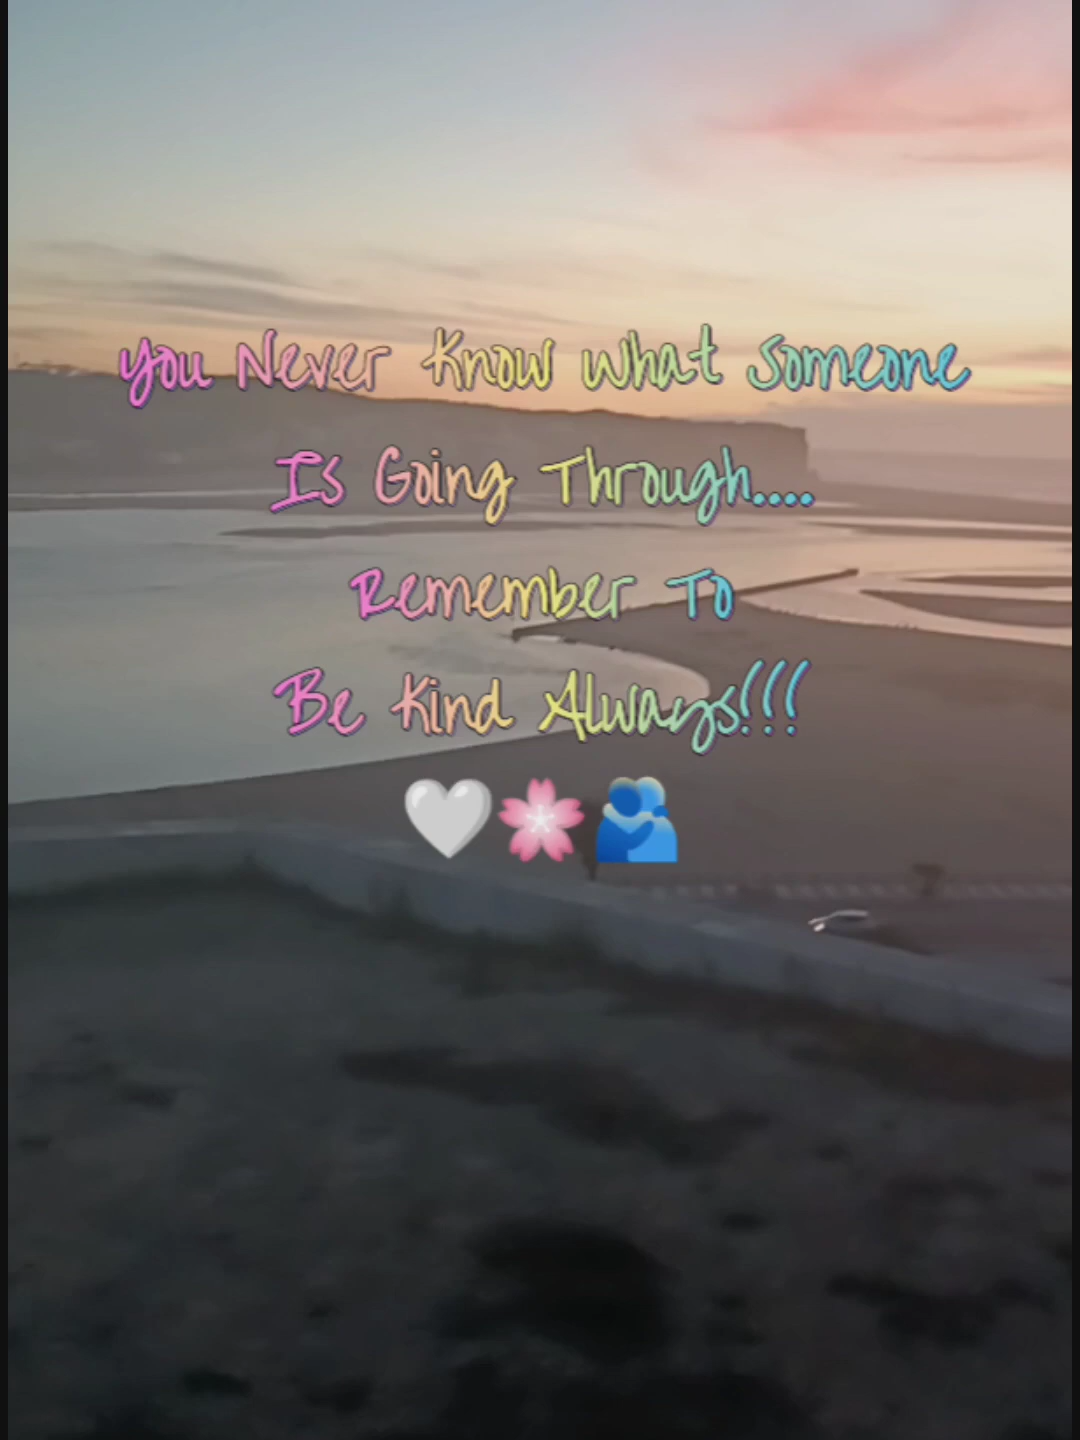 you Never Know what someone
Is Going Through....
Remember To
Be Kind Always!!!
🤍🌸🫂